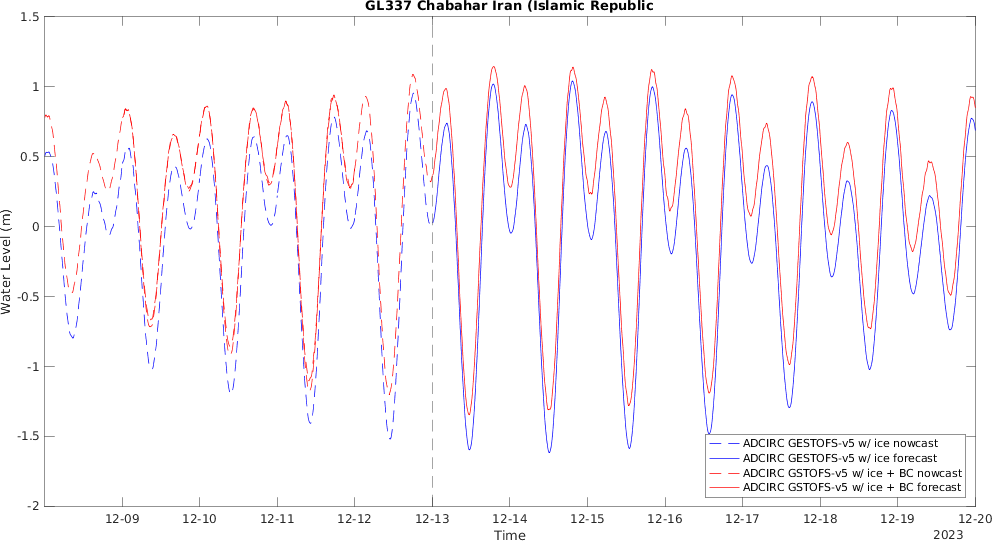 GL337 Chabahar Iran (Islamic Republic
1.5
1
0.5
0
-0.5
-1
-1.5
-2
Water Level (m)
12-09 12-10 12-11 12-12 12-13 12-14 12-15 12-16 12-17 12-18 12-19 12-20
Time
2023
ADCIRC GESTOFS-v5 w/ ice nowcast
ADCIRC GESTOFS-v5 w/ ice forecast
ADCIRC GSTOFS-v5 w/ ice + BC nowcast
ADCIRC GSTOFS-v5 w/ ice + BC forecast